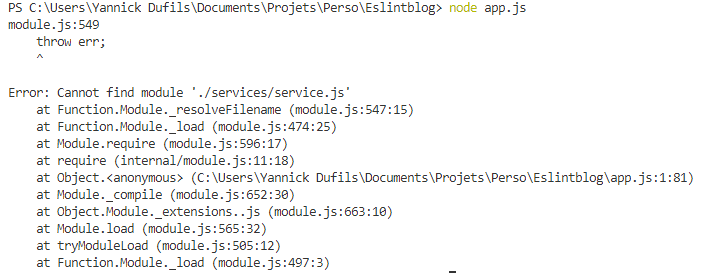 PS C:\Users\Yannick Dufils\Documents\Projets\Perso\Eslintblog> node app.js
module.js:549
    throw err;
    ^

Error: Cannot find module './services/service.js'
    at Function.Module._resolveFilename (module.js:547:15)
    at Function.Module._load (module.js:474:25)
    at Module.require (module.js:596:17)
    at require (internal/module.js:11:18)
    at Object.<anonymous> (C:\Users\Yannick Dufils\Documents\Projets\Perso\Eslintblog\app.js:1:81)
    at Module._compile (module.js:652:30)
    at Object.Module._extensions..js (module.js:663:10)
    at Module.load (module.js:565:32)
    at tryModuleLoad (module.js:505:12)
    at Function.Module._load (module.js:497:3)